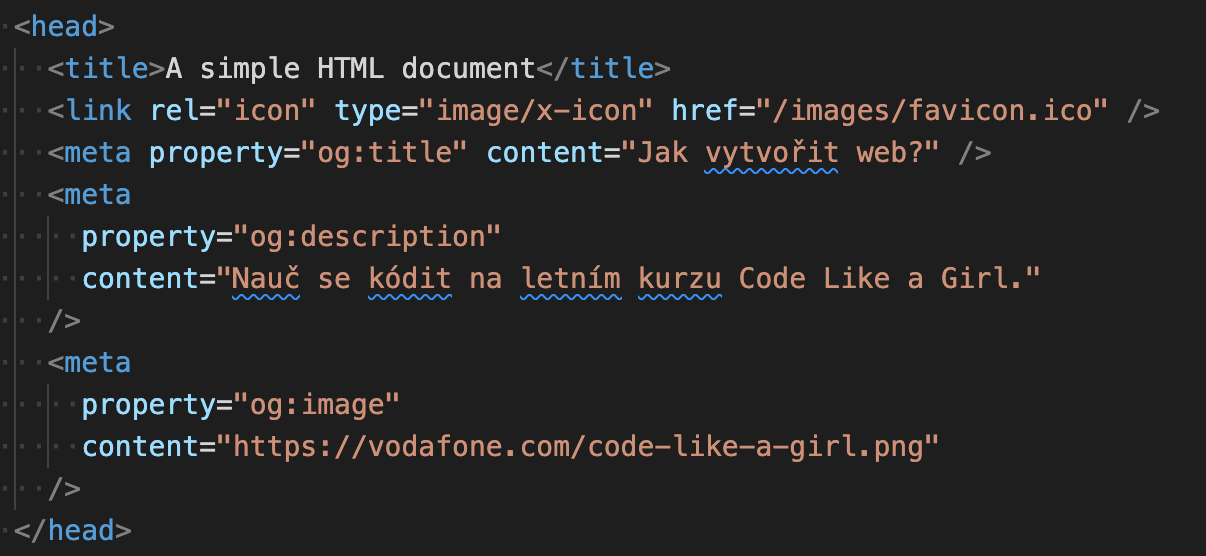 <head>
<title>A simple HTML document</title>
<link rel="icon" type="image/x-icon" href="/images/favicon.ico" />
<meta property="og:title" content="Jak vytvořit web?" />
<meta
property="og:description"
content="Nauč se kódit na letním kurzu Code Like a Girl."
/>
<meta
property="og:image"
content="https://vodafone.com/code-like-a-girl.png"
/>
</head>